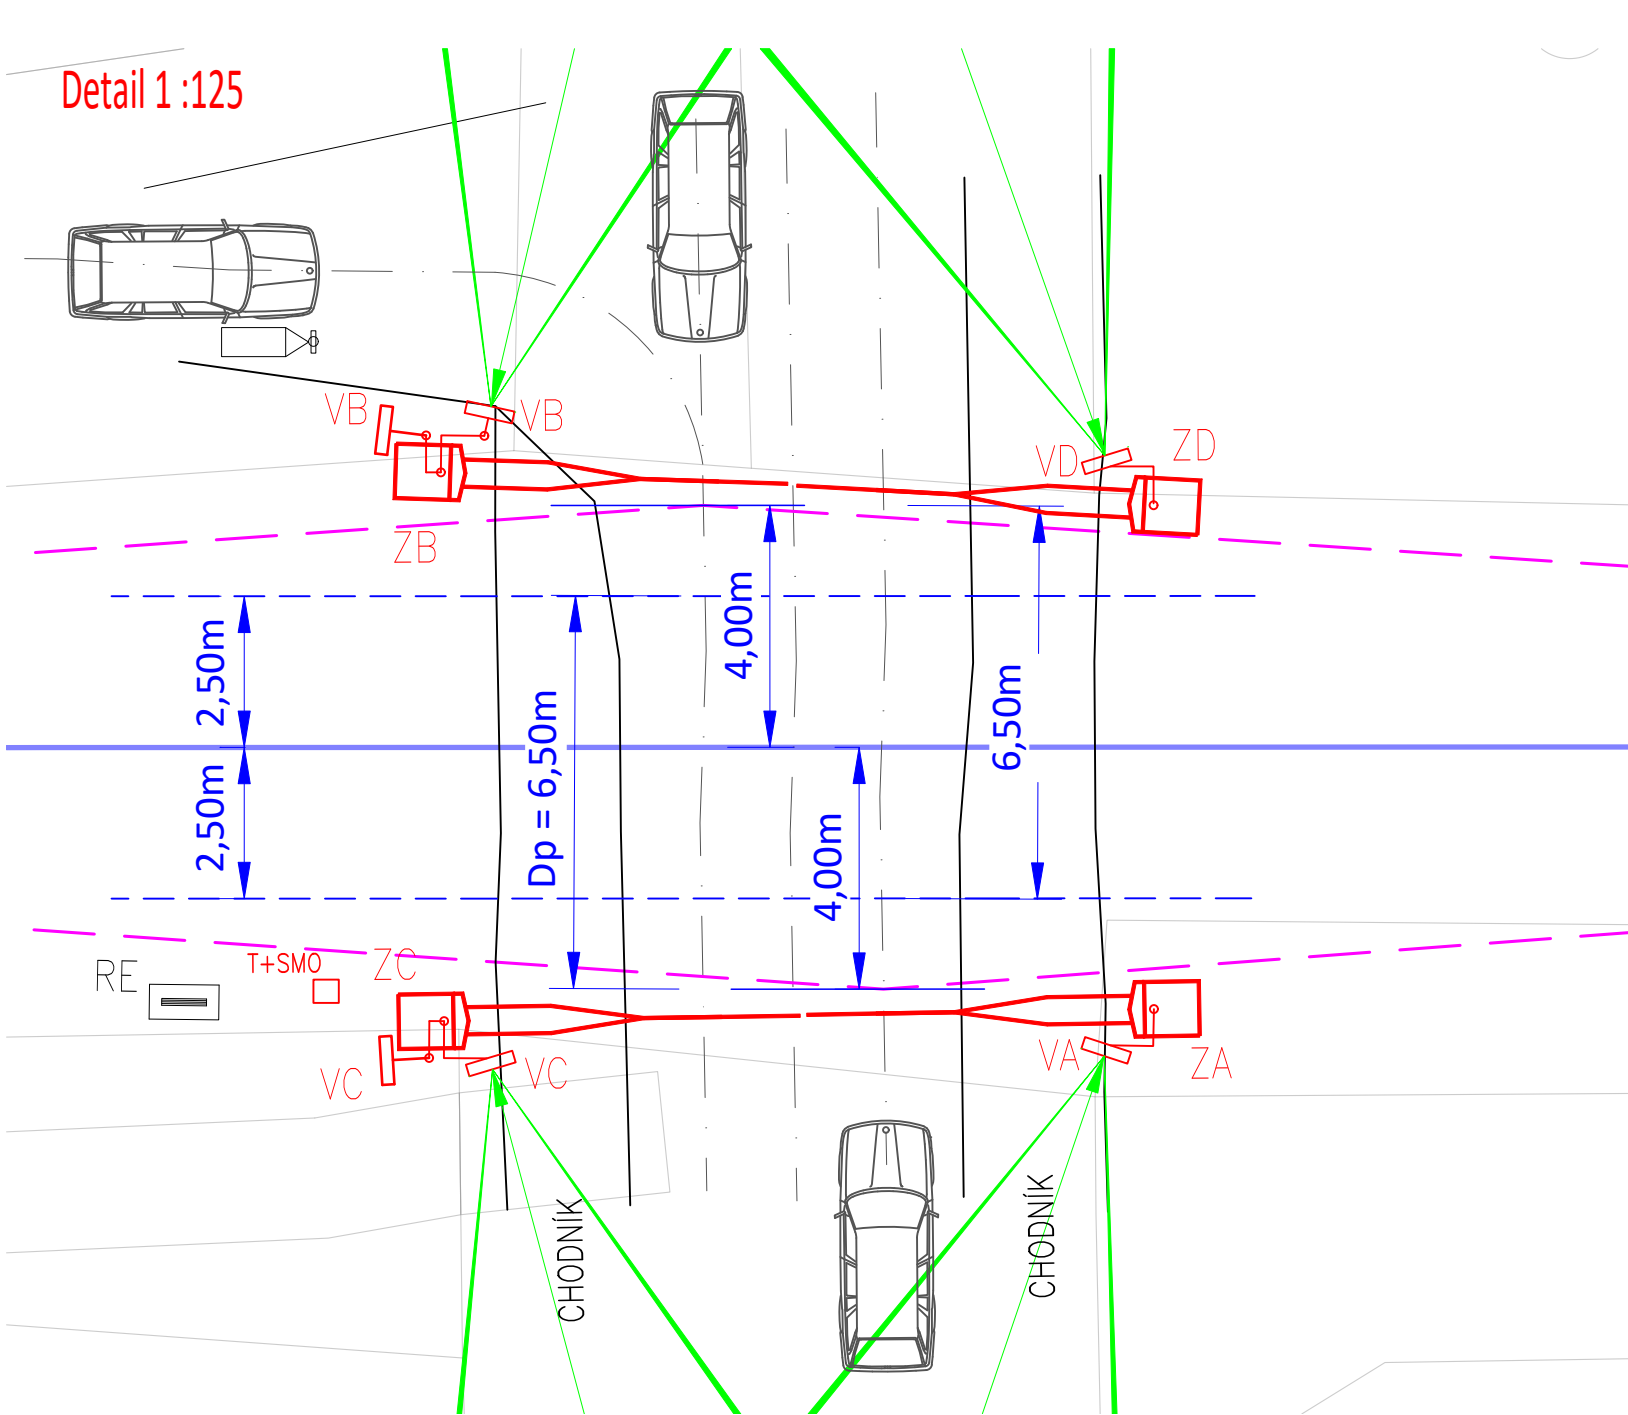 Detail 1 :125
VB
VB
VD
ZD
ZB
2,50m
4,00m
6,50m
Dp = 6,50m
2,50m
4,00m
RE
T+SMO
ZC
VC
VC
VA
ZA
CHODNÍK
CHODNÍK